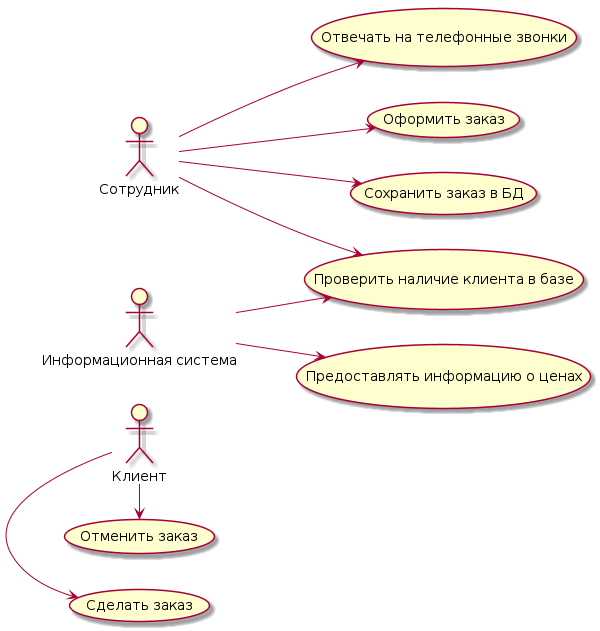 Отвечать на телефонные звонки
Оформить заказ
Сотрудник
Сохранить заказ в БД
Проверить наличие клиента в базе
Информационная система
Предоставлять информацию о ценах
Клиент
Отменить заказ
Сделать заказ